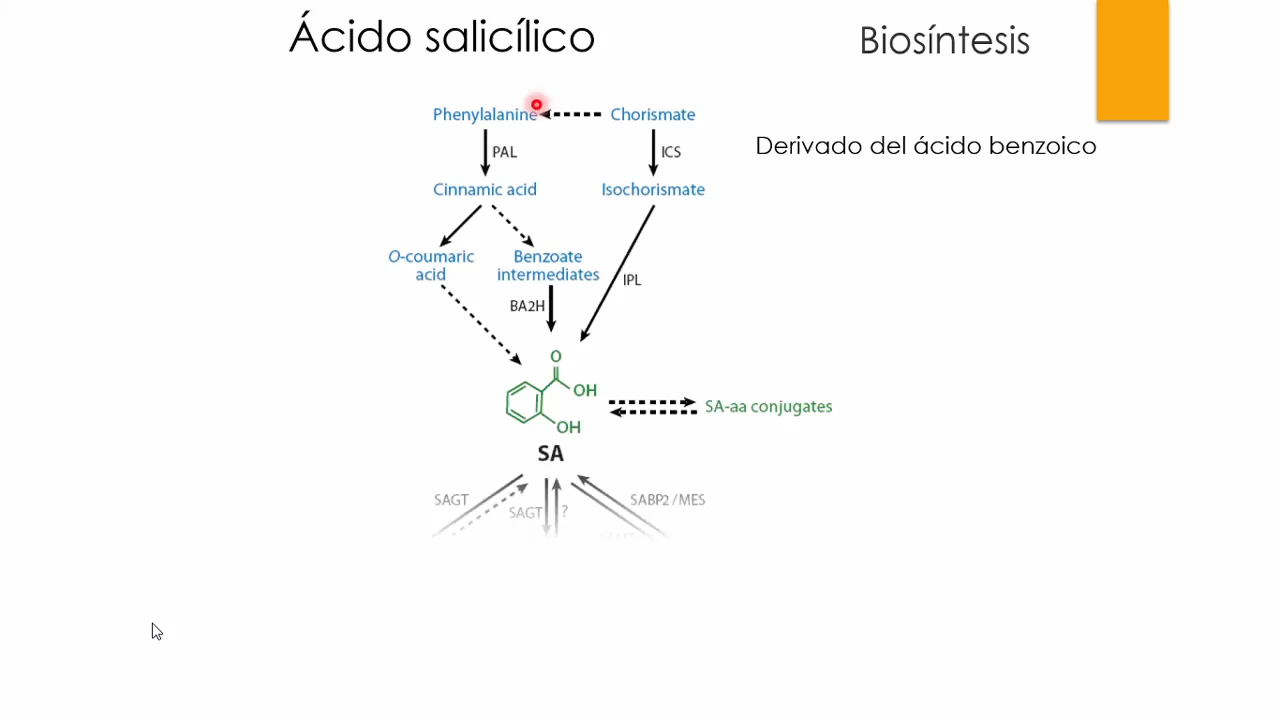 Ácido salicílico
Biosíntesis
Phenylalanine
Chorismate
Derivado del ácido benzoico
PAL
ICS
Cinnamic acid
Isochorismate
O-coumaric
acid
Benzoate
intermediates
IPL
BA2H
O
OH
OH
SA-aa conjugates
SA
SAGT
SAGT
?
SABP2/MES